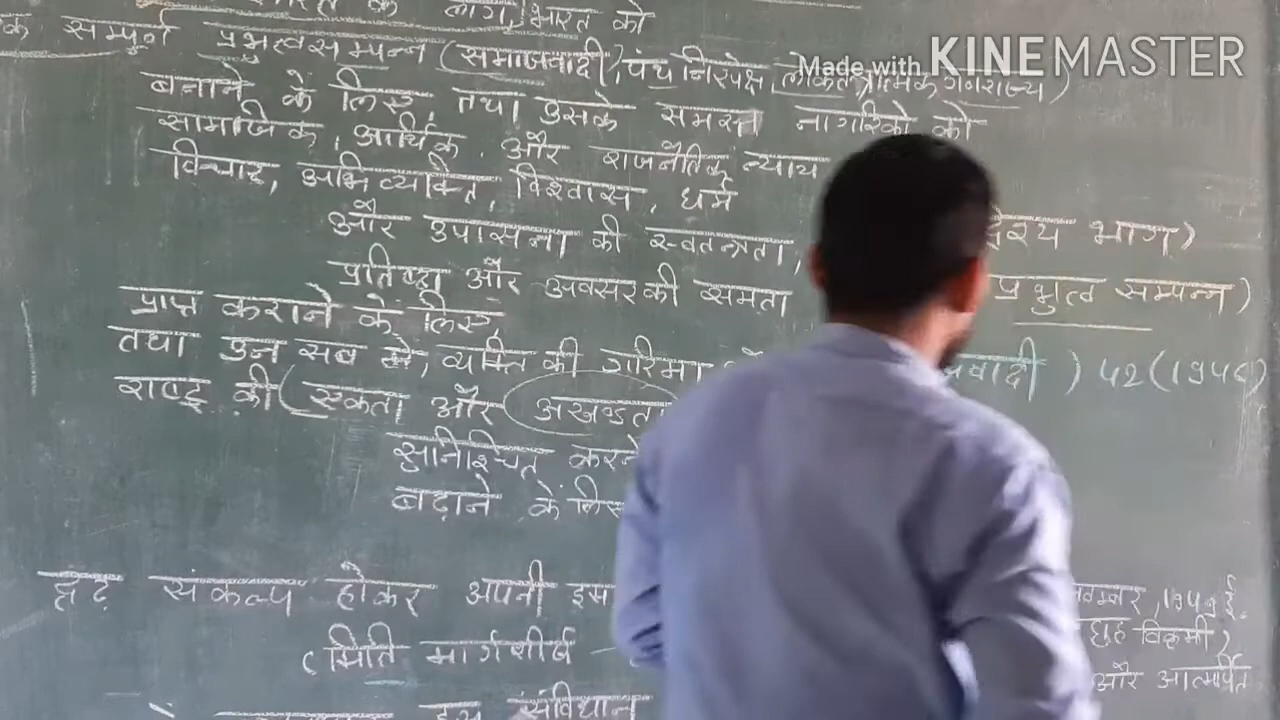 के लोग, भारत को
सम्पूर्ण प्रभुत्वसम्पन्न (समाजवादी, पंथनिरपेक्ष, लोकतन्त्रात्मक गणराज्य)
Made with KINEMASTER
बनाने के लिए, तथा उसके समस्त नागरिको को
सामाजिक, आर्थिक, और राजनैतिक न्याय
विचार, अभिव्यक्ति, विश्वास, धर्म
और उपासना की स्वतन्त्रता, भाग)
प्रतिष्ठा और अवसर की समता प्रभुत्व सम्पन्न)
प्राप्त कराने के लिए,
तथा उन सब में, व्यक्ति की गरिमा वादी ) 42 (1976)
राष्ट्र की (एकता और अखण्डता
सुनिश्चित करने
बढ़ाने के लिए
दृढ़ संकल्प होकर अपनी इस 1949 ई.
(मिति मार्गशीर्ष विक्रमी)
और आत्मार्पित
इस संविधान